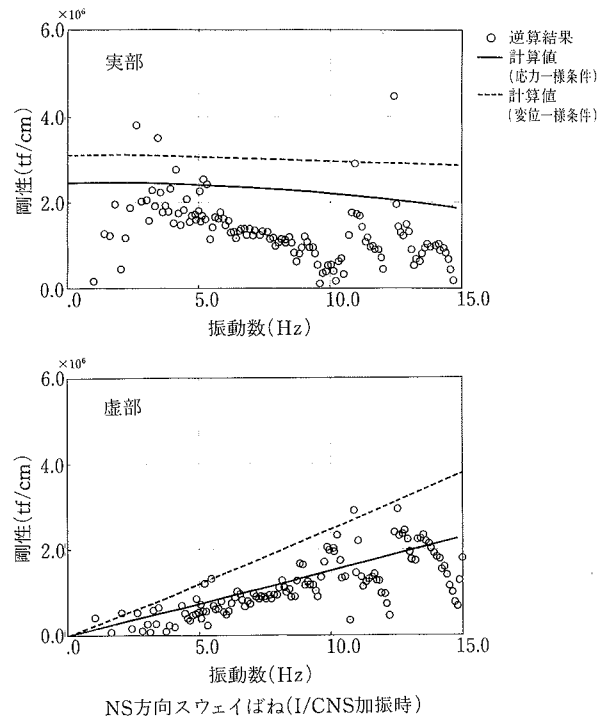 ×10⁶
6.0
実部
4.0
2.0
0.0
剛性(tf/cm)
.0
5.0
10.0
15.0
振動数(Hz)
逆算結果
計算値
(応力一様条件)
計算値
(変位一様条件)
×10⁶
6.0
虚部
4.0
2.0
0.0
剛性(tf/cm)
.0
5.0
10.0
15.0
振動数(Hz)
NS方向スウェイばね(I/CNS加振時)